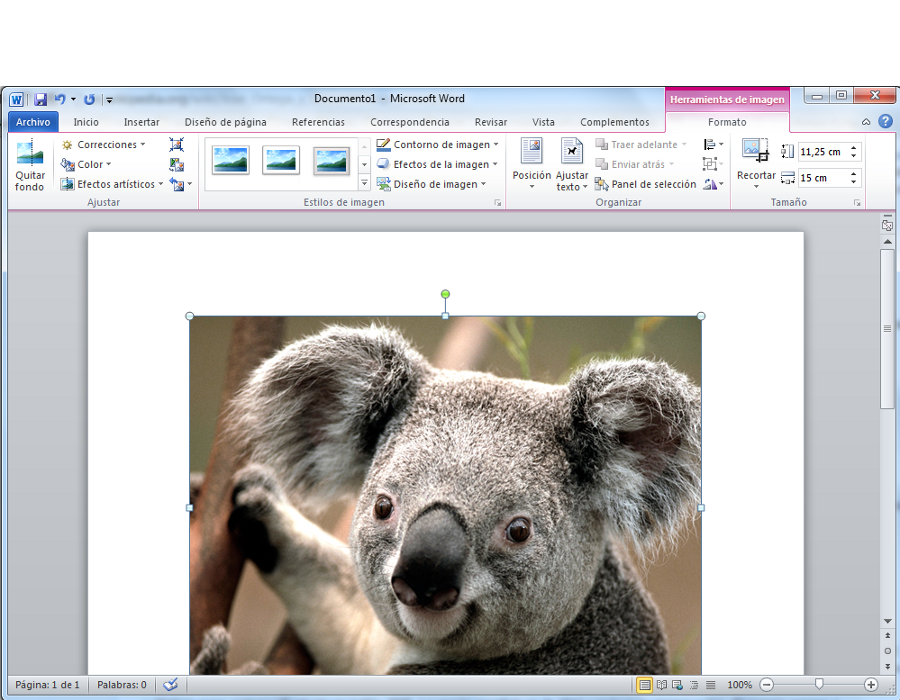 Documento1 - Microsoft Word
Herramientas de imagen
Archivo Inicio Insertar Diseño de página Referencias Correspondencia Revisar Vista Complementos Formato
Quitar fondo
Correcciones
Color
Efectos artísticos
Ajustar
Estilos de imagen
Contorno de imagen
Efectos de la imagen
Diseño de imagen
Posición
Ajustar texto
Traer adelante
Enviar atrás
Panel de selección
Organizar
Recortar
11,25 cm
15 cm
Tamaño
Página: 1 de 1 Palabras: 0 100%